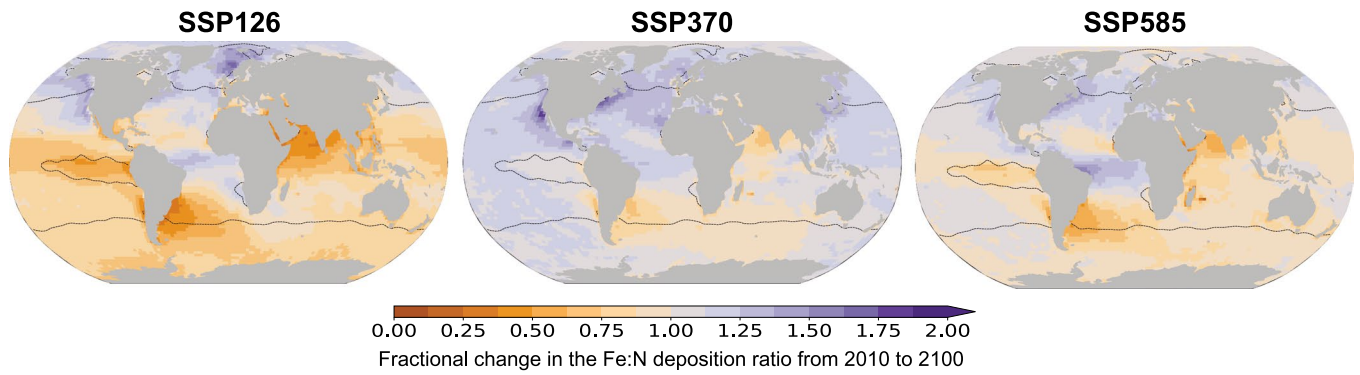 SSP126
SSP370
SSP585
0.00 0.25 0.50 0.75 1.00 1.25 1.50 1.75 2.00
Fractional change in the Fe:N deposition ratio from 2010 to 2100